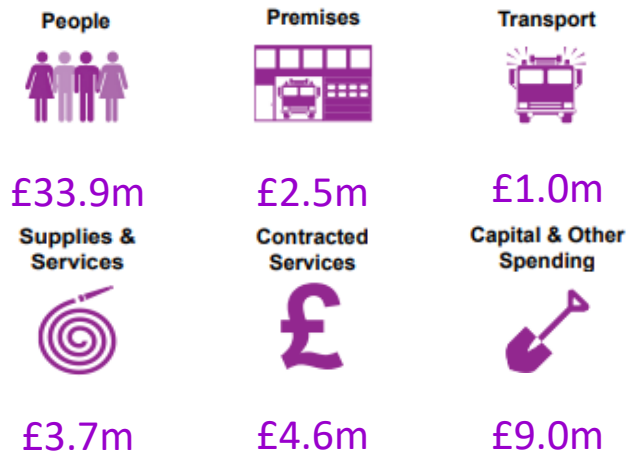 People
Premises
Transport
£33.9m
£2.5m
£1.0m
Supplies &
Services
Contracted
Services
Capital & Other
Spending
£
£3.7m
£4.6m
£9.0m